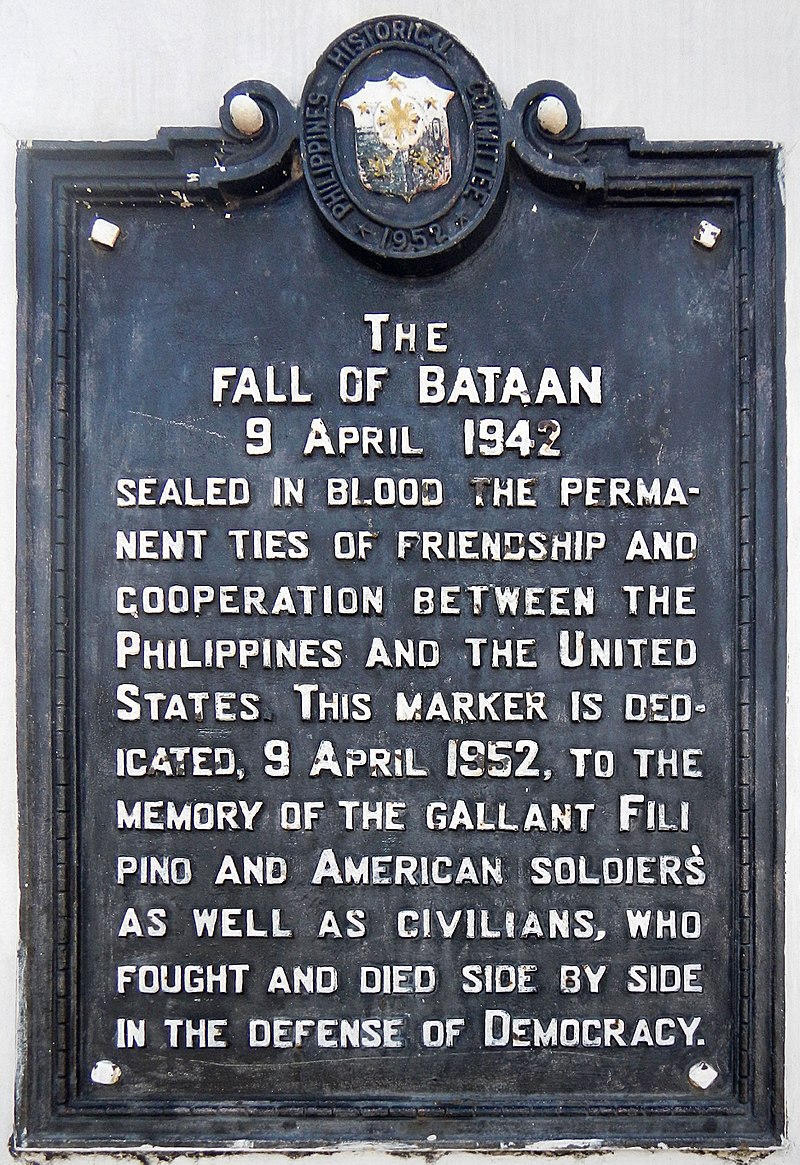 PHILIPPINES HISTORICAL COMMITTEE
★ 1952 ★
THE
FALL OF BATAAN
9 APRIL 1942
SEALED IN BLOOD THE PERMA-
NENT TIES OF FRIENDSHIP AND
COOPERATION BETWEEN THE
PHILIPPINES AND THE UNITED
STATES. THIS MARKER IS DED-
ICATED, 9 APRIL 1952, TO THE
MEMORY OF THE GALLANT FILI
PINO AND AMERICAN SOLDIERS̀
AS WELL AS CIVILIANS, WHO
FOUGHT AND DIED SIDE BY SIDE
IN THE DEFENSE OF DEMOCRACY.